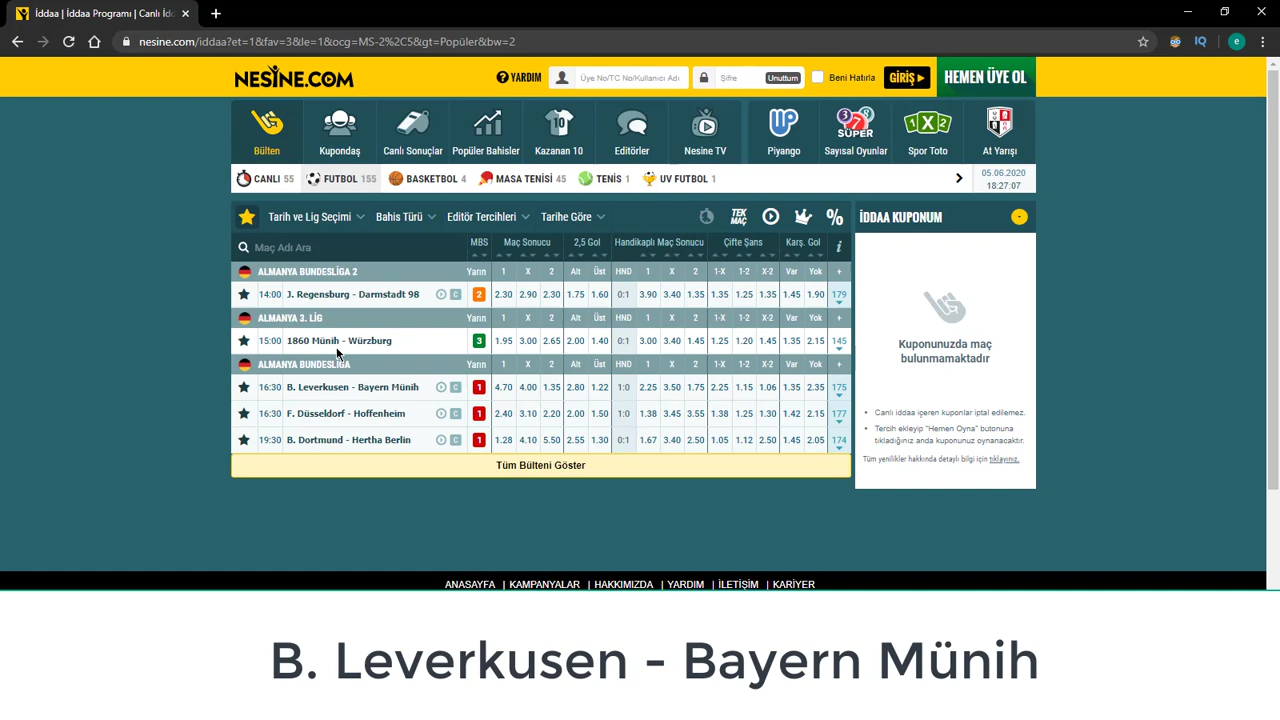 İddaa | İddaa Programı | Canlı İdd
nesine.com/iddaa?et=1&fav=3&le=1&ocg=MS-2%2C5&gt=Popüler&bw=2
IQ
e
NESİNE.COM
YARDIM
Üye No/TC No/Kullanıcı Adı
Şifre
Unuttum
Beni Hatırla
GİRİŞ
HEMEN ÜYE OL
Bülten
Kupondaş
Canlı Sonuçlar
Popüler Bahisler
10
Kazanan 10
Editörler
Nesine TV
Piyango
SÜPER
Sayısal Oyunlar
1 X 2
Spor Toto
At Yarışı
CANLI 55
FUTBOL 155
BASKETBOL 4
MASA TENİSİ 45
TENİS 1
UV FUTBOL 1
05.06.2020
18:27:07
Tarih ve Lig Seçimi
Bahis Türü
Editör Tercihleri
Tarihe Göre
TEK MAÇ
%
İDDAA KUPONUM
Maç Adı Ara
MBS
Maç Sonucu
2,5 Gol
Handikaplı Maç Sonucu
Çifte Şans
Karş. Gol
i
ALMANYA BUNDESLİGA 2 Yarın 1 X 2 Alt Üst HND 1 X 2 1-X 1-2 X-2 Var Yok +
14:00 J. Regensburg - Darmstadt 98 C 2 2.30 2.90 2.30 1.75 1.60 0:1 3.90 3.40 1.35 1.35 1.25 1.35 1.45 1.90 179
ALMANYA 3. LİG Yarın 1 X 2 Alt Üst HND 1 X 2 1-X 1-2 X-2 Var Yok +
15:00 1860 Münih - Würzburg 3 1.95 3.00 2.65 2.00 1.40 0:1 3.00 3.40 1.45 1.25 1.20 1.45 1.35 2.15 145
ALMANYA BUNDESLİGA Yarın 1 X 2 Alt Üst HND 1 X 2 1-X 1-2 X-2 Var Yok +
16:30 B. Leverkusen - Bayern Münih C 1 4.70 4.00 1.35 2.80 1.22 1:0 2.25 3.50 1.75 2.25 1.15 1.06 1.35 2.35 175
16:30 F. Düsseldorf - Hoffenheim C 1 2.40 3.10 2.20 2.00 1.50 1:0 1.38 3.45 3.55 1.38 1.25 1.30 1.42 2.15 177
19:30 B. Dortmund - Hertha Berlin C 1 1.28 4.10 5.50 2.55 1.30 0:1 1.67 3.40 2.50 1.05 1.12 2.50 1.45 2.05 174
Tüm Bülteni Göster
Kuponunuzda maç
bulunmamaktadır
Canlı iddaa içeren kuponlar iptal edilemez.
Tercih ekleyip "Hemen Oyna" butonuna
tıkladığınız anda kuponunuz oynanacaktır.
Tüm yenilikler hakkında detaylı bilgi için tıklayınız.
ANASAYFA | KAMPANYALAR | HAKKIMIZDA | YARDIM | İLETİŞİM | KARİYER
B. Leverkusen - Bayern Münih